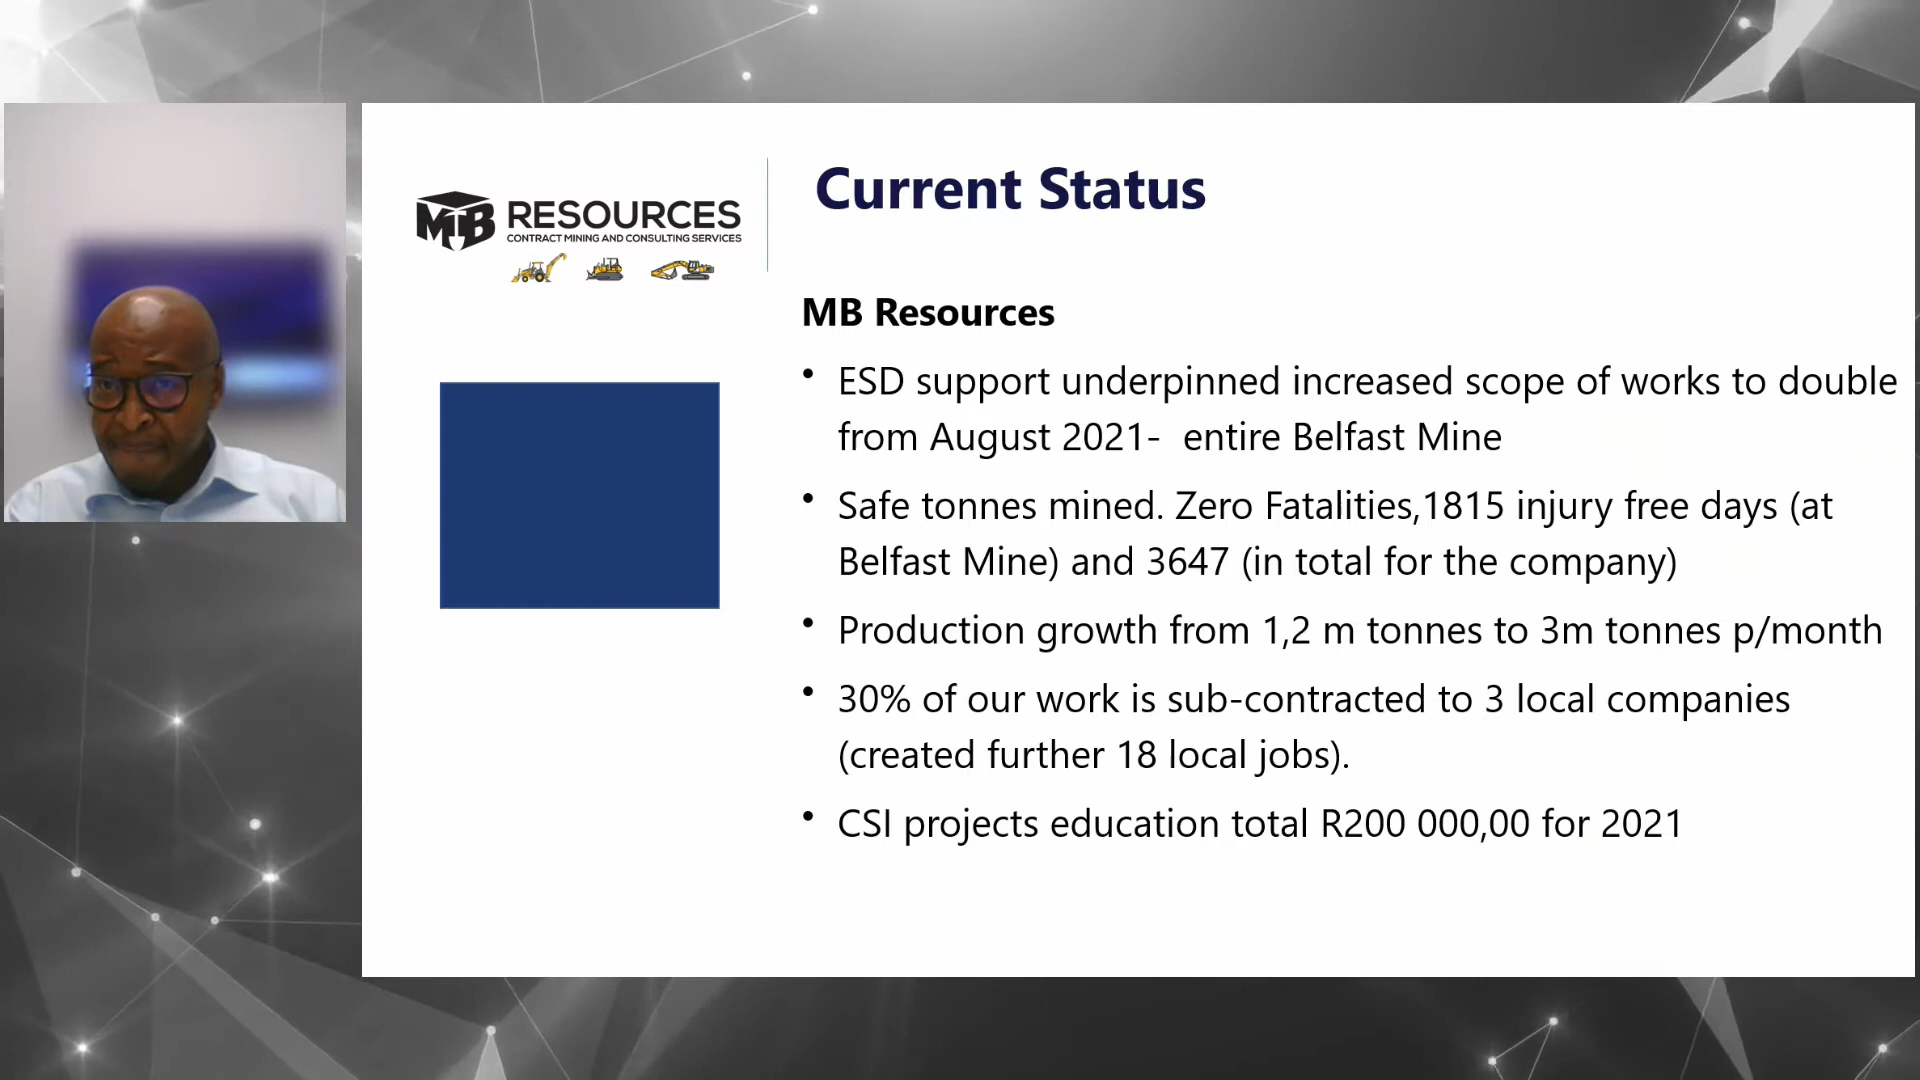 MB RESOURCES
CONTRACT MINING AND CONSULTING SERVICES
Current Status
MB Resources
• ESD support underpinned increased scope of works to double
from August 2021-  entire Belfast Mine
• Safe tonnes mined. Zero Fatalities,1815 injury free days (at
Belfast Mine) and 3647 (in total for the company)
• Production growth from 1,2 m tonnes to 3m tonnes p/month
• 30% of our work is sub-contracted to 3 local companies
(created further 18 local jobs).
• CSI projects education total R200 000,00 for 2021